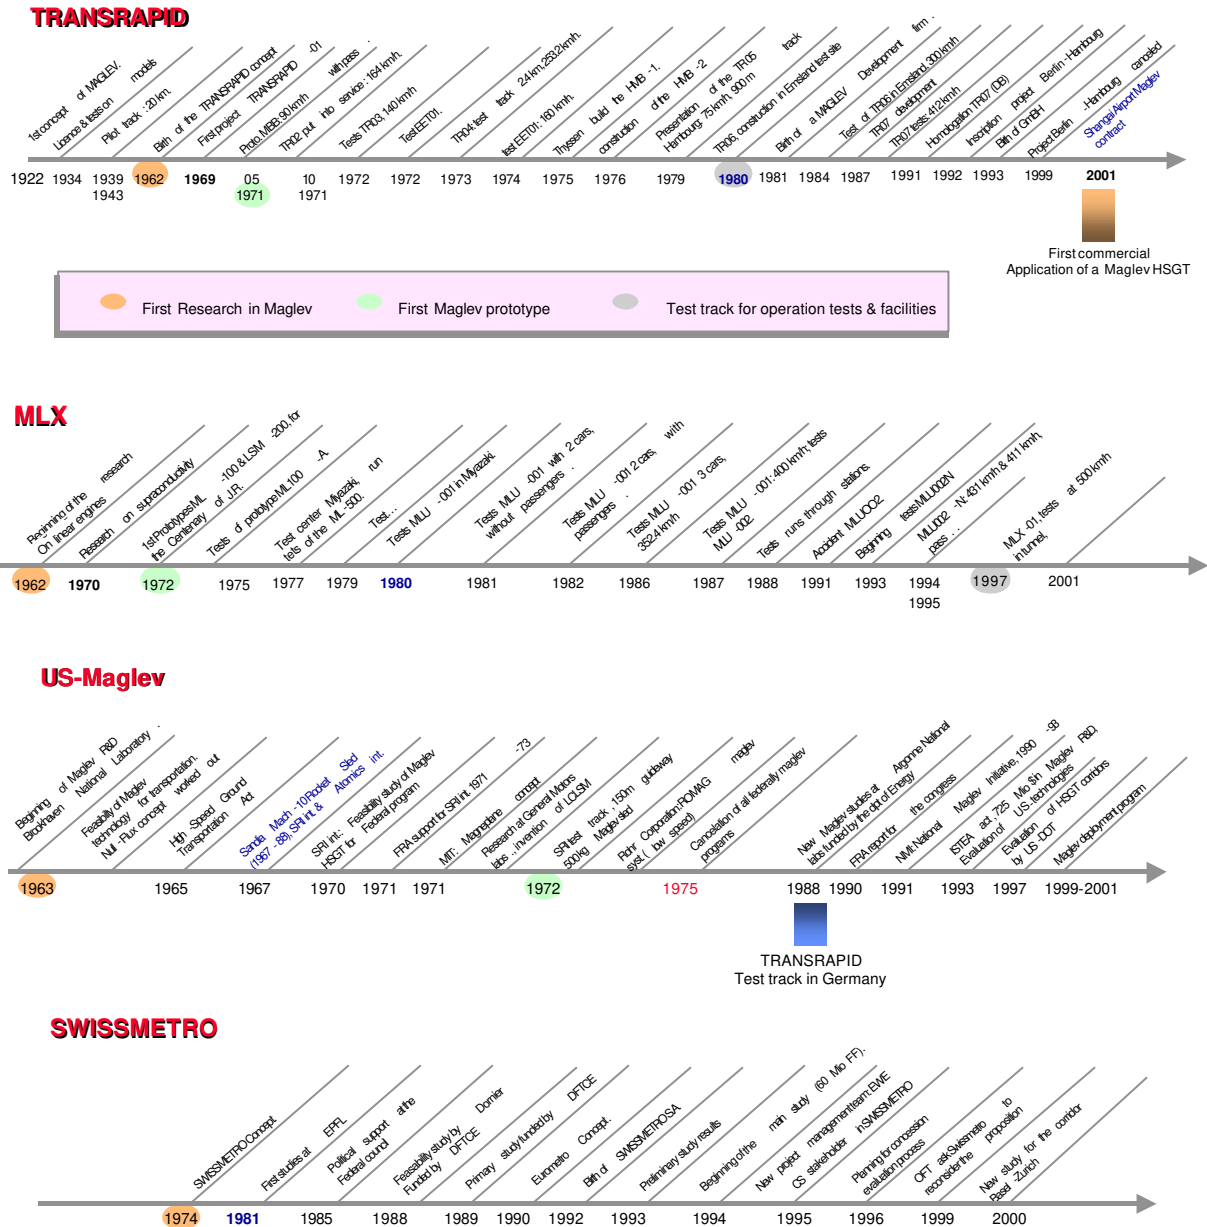 TRANSRAPID
1st concept of MAGLEV.
Licence & tests on models
Pilot track : 20 km.
Birth of the TRANSRAPID concept
First project TRANSRAPID -01
Proto. MBB: 90 km/h with pass .
TR02 put into service : 164 km/h.
Tests TR03, 140 km/h
Test EET01.
TR04: test track 2.4 km, 253.2 km/h.
test EET01: 160 km/h.
Thyssen build the HMB -1.
construction of the HMB -2
Presentation of the TR05 track
Hambourg: 75 km/h, 900 m
TR06: construction in Emsland test site
Birth of a MAGLEV Development firm .
Test of TR06 in Emsland, 300 km/h
TR07 development
TR07 tests: 412 km/h
Homologation TR07 (DB)
Inscription project Berlin - Hambourg
Birth of GmBH
Project Berlin -Hambourg canceled
Shangai Airport Maglev
contract
1922 1934 1939 1962 1969 05 10 1972 1972 1973 1974 1975 1976 1979 1980 1981 1984 1987 1991 1992 1993 1999 2001
1943 1971 1971
First commercial
Application of a Maglev HSGT
First Research in Maglev
First Maglev prototype
Test track for operation tests & facilities
MLX
Beginning of the research
On linear engines
Research on supraconductivity
1st Prototypes ML -100 & LSM -200, for
the Centenary of J.R.
Tests of prototype ML100 -A.
Test center Miyazaki, run
tets of the ML -500.
Test…
Tests MLU -001 in Miyazaki.
Tests MLU -001 with 2 cars,
without passengers .
Tests MLU -001 2 cars, with
passengers .
Tests MLU -001 3 cars,
352.4 km/h
Tests MLU -001: 400 km/h; tests
MLU -002.
Tests runs through stations.
Accident MLUOO2
Beginning tests MLU002N
MLU002 -N: 431 km/h & 411 km/h,
pass . .
MLX -01, tests at 500 km/h
in tunnel,
1962 1970 1972 1975 1977 1979 1980 1981 1982 1986 1987 1988 1991 1993 1994 1997 2001
1995
US-Maglev
Beginning of Maglev R&D
Brookhaven National Laboratory .
Feasibilty of Maglev
technology for transportation.
Null -Flux concept worked out
High -Speed Ground
Transportation Act
Sandia Mach -10 Rocket Sled
(1967 - 88), SRI int. & Atomics int.
SRI int.: Feasibility study of Maglev
HSGT for Federal program
FRA support for SRI int. 1971 -73
MIT: Magneplane concept
Research at General Motors
labs ., invention of LCLSM
SRI test track , 150m guideway
500 kg Maglev sled
Rohr Corporation: ROMAG maglev
syst. ( low speed)
Cancelation of all federally maglev
programs
New Maglev studies at Argonne National
labs funded by the dpt of Energy
FRA report for the congress
NMI: National Maglev Initiative, 1990 -93
ISTEA act , 725 Mio $ in Maglev R&D,
Evaluation of US. technologies
Evaluation of HSGT corridors
by US -DOT
Maglev deployment program
1963 1965 1967 1970 1971 1971 1972 1975 1988 1990 1991 1993 1997 1999-2001
TRANSRAPID
Test track in Germany
SWISSMETRO
SWISSMETRO Concept
First studies at EPFL
Political support at the
Federal council
Feasability study by Dornier
Funded by DFTCE
Primary study funded by DFTCE
Eurometro Concept.
Bith of SWISSMETRO SA
Preliminary study results
Beginning of the main study (60 Mio FF).
New project management team: EWE
CS stakeholder in SWISSMETRO
Planning for concession
evaluation process
OFT ask Swissmetro to
reconsider the proposition
New study for the corridor
Basel -Zurich
1974 1981 1985 1988 1989 1990 1992 1993 1994 1995 1996 1999 2000